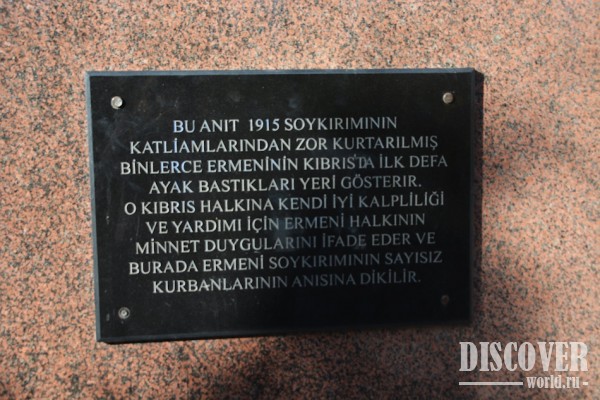 BU ANIT 1915 SOYKIRIMININ
KATLİAMLARINDAN ZOR KURTARILMIŞ
BİNLERCE ERMENİNİN KIBRIS'TA İLK DEFA
AYAK BASTIKLARI YERİ GÖSTERIR.
O KIBRIS HALKINA KENDİ İYİ KALPLİLİĞİ
VE YARDIMI İÇİN ERMENİ HALKININ
MİNNET DUYGULARINI İFADE EDER VE
BURADA ERMENİ SOYKIRIMININ SAYISIZ
KURBANLARININ ANISINA DİKİLİR.
DISCOVER
world.ru